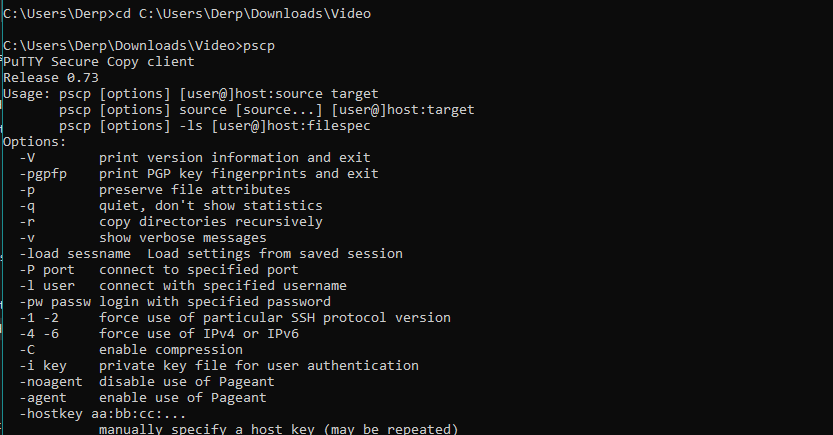 C:\Users\Derp>cd C:\Users\Derp\Downloads\Video
C:\Users\Derp\Downloads\Video>pscp
PuTTY Secure Copy client
Release 0.73
Usage: pscp [options] [user@]host:source target
       pscp [options] source [source...] [user@]host:target
       pscp [options] -ls [user@]host:filespec
Options:
  -V        print version information and exit
  -pgpfp    print PGP key fingerprints and exit
  -p        preserve file attributes
  -q        quiet, don't show statistics
  -r        copy directories recursively
  -v        show verbose messages
  -load sessname  Load settings from saved session
  -P port   connect to specified port
  -l user   connect with specified username
  -pw passw login with specified password
  -1 -2     force use of particular SSH protocol version
  -4 -6     force use of IPv4 or IPv6
  -C        enable compression
  -i key    private key file for user authentication
  -noagent  disable use of Pageant
  -agent    enable use of Pageant
  -hostkey aa:bb:cc:...
            manually specify a host key (may be repeated)